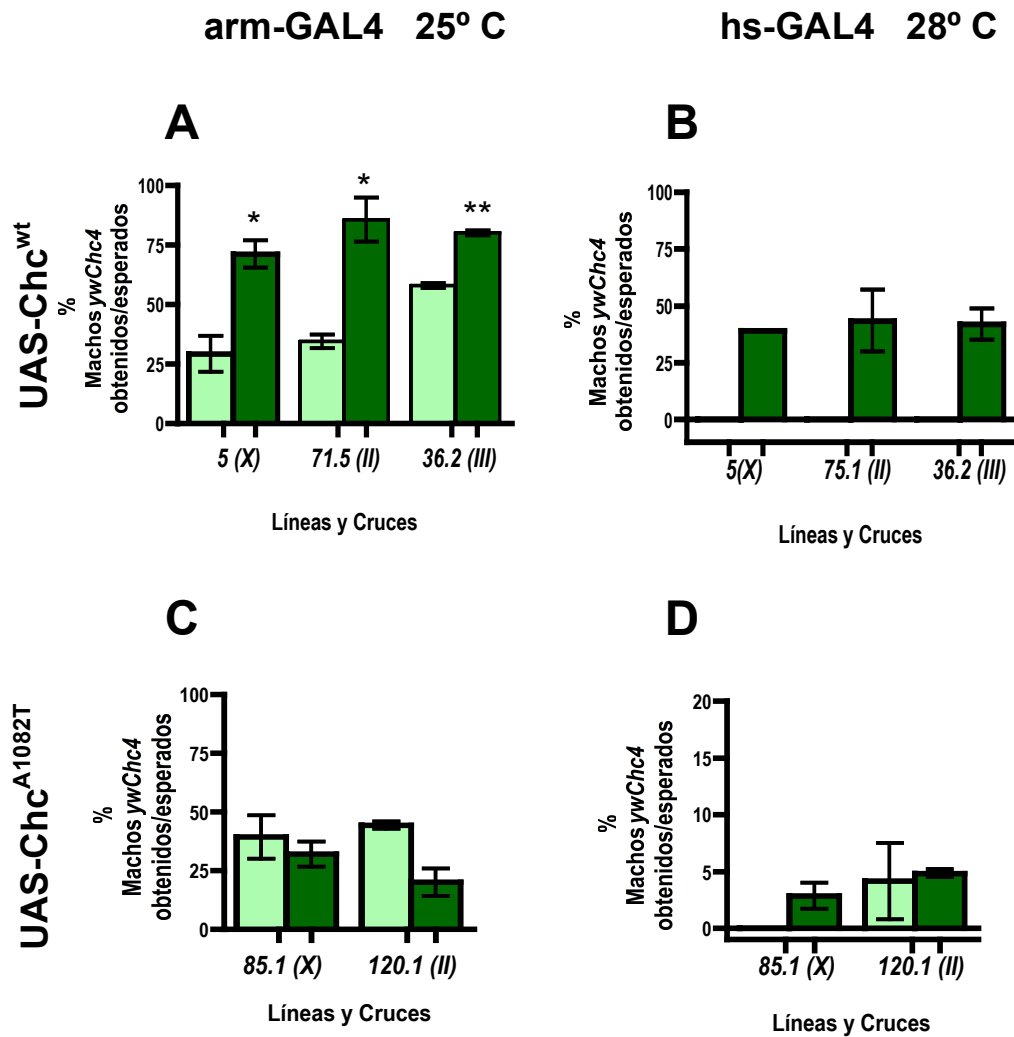 arm-GAL4 25º C
hs-GAL4 28º C
UAS-Chc^wt
A
100
75
50
25
0
%
Machos ywChc4
obtenidos/esperados
*
*
**
5 (X)
71.5 (II)
36.2 (III)
Líneas y Cruces
B
100
75
50
25
0
%
Machos ywChc4
obtenidos/esperados
5(X)
75.1 (II)
36.2 (III)
Líneas y Cruces
UAS-Chc^A1082T
C
100
75
50
25
0
%
Machos ywChc4
obtenidos/esperados
85.1 (X)
120.1 (II)
Líneas y Cruces
D
20
15
10
5
0
%
Machos ywChc4
obtenidos/esperados
85.1 (X)
120.1 (II)
Líneas y Cruces